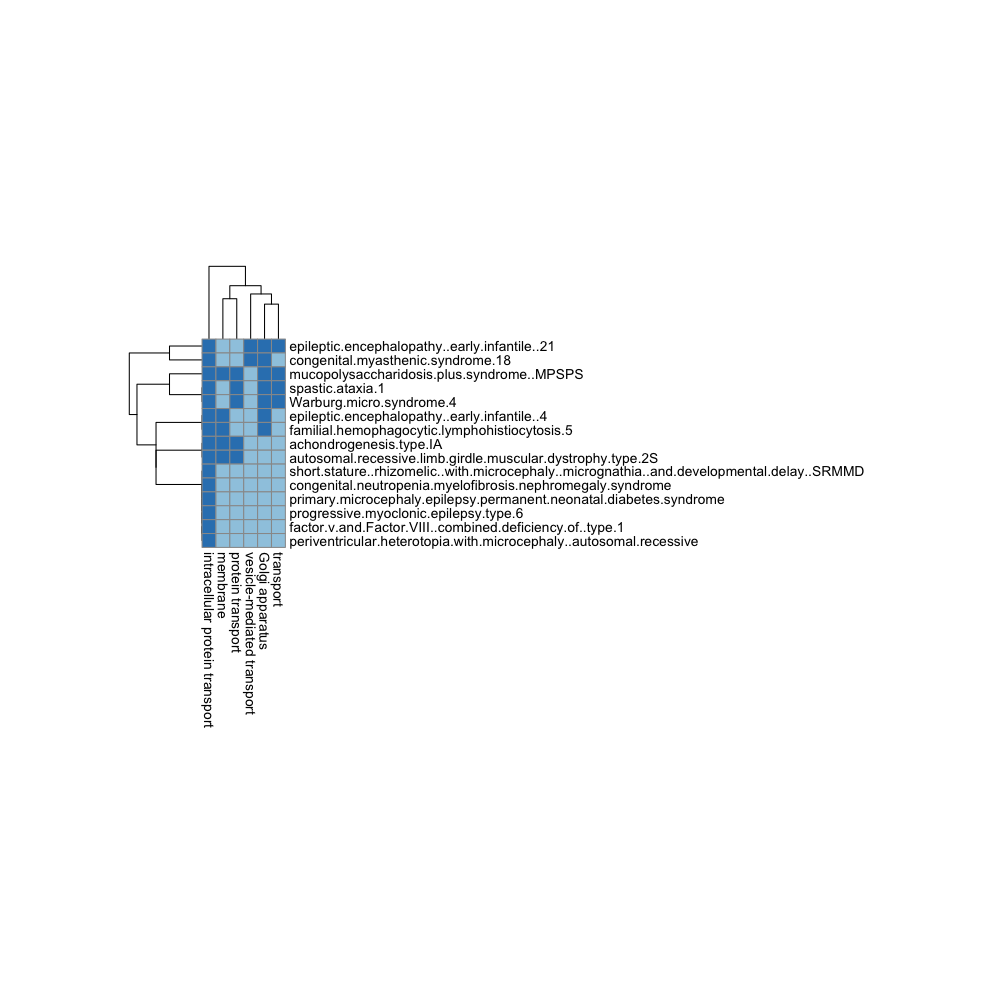 epileptic.encephalopathy..early.infantile..21
congenital.myasthenic.syndrome.18
mucopolysaccharidosis.plus.syndrome..MPSPS
spastic.ataxia.1
Warburg.micro.syndrome.4
epileptic.encephalopathy..early.infantile..4
familial.hemophagocytic.lymphohistiocytosis.5
achondrogenesis.type.IA
autosomal.recessive.limb.girdle.muscular.dystrophy.type.2S
short.stature..rhizomelic..with.microcephaly..micrognathia..and.developmental.delay..SRMMD
congenital.neutropenia.myelofibrosis.nephromegaly.syndrome
primary.microcephaly.epilepsy.permanent.neonatal.diabetes.syndrome
progressive.myoclonic.epilepsy.type.6
factor.v.and.Factor.VIII..combined.deficiency.of..type.1
periventricular.heterotopia.with.microcephaly..autosomal.recessive
intracellular protein transport
membrane
protein transport
vesicle-mediated transport
Golgi apparatus
transport